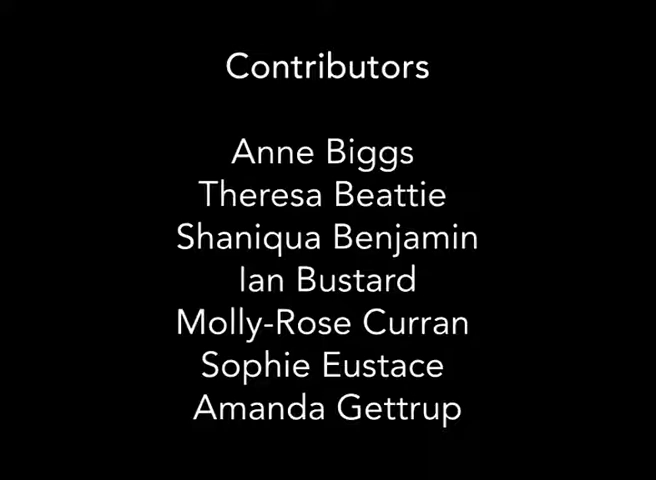 Contributors
Anne Biggs
Theresa Beattie
Shaniqua Benjamin
Ian Bustard
Molly-Rose Curran
Sophie Eustace
Amanda Gettrup